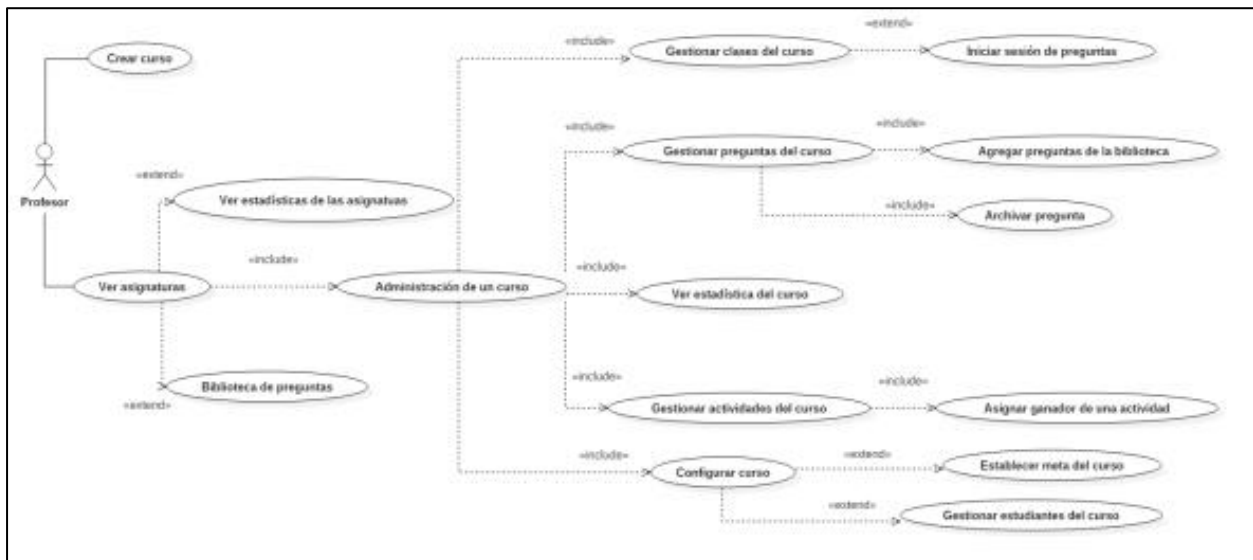 «include»
Gestionar clases del curso
«extend»
Iniciar sesión de preguntas
Crear curso
Profesor
«include»
Gestionar preguntas del curso
«include»
Agregar preguntas de la biblioteca
«extend»
Ver estadísticas de las asignatuas
«include»
Archivar pregunta
Ver asignaturas
«include»
Administración de un curso
«include»
Ver estadística del curso
Biblioteca de preguntas
«extend»
«include»
Gestionar actividades del curso
«include»
Asignar ganador de una actividad
«include»
Configurar curso
«extend»
Establecer meta del curso
«extend»
Gestionar estudiantes del curso